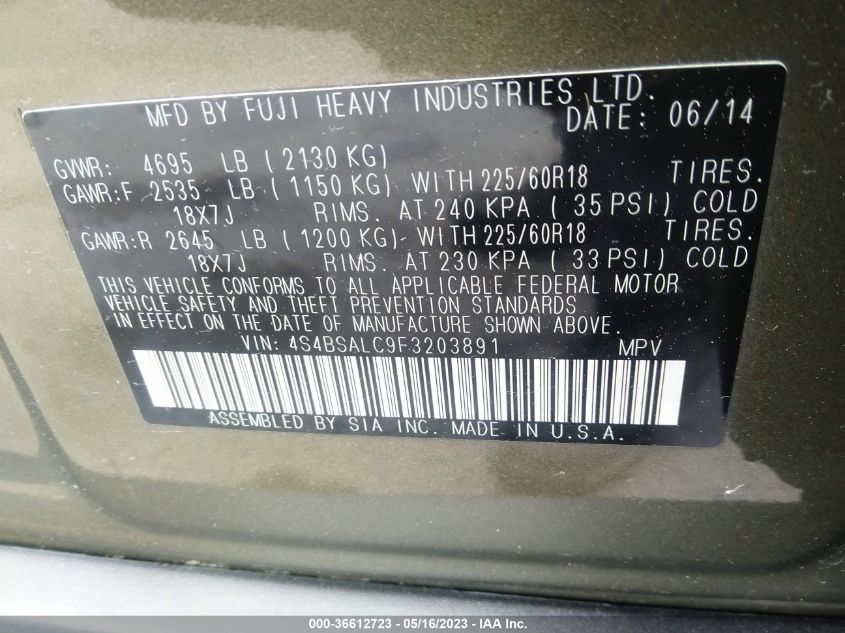 MFD BY FUJI HEAVY INDUSTRIES LTD.
DATE: 06/14
GVWR: 4695 LB ( 2130 KG)
GAWR:F 2535 LB ( 1150 KG) WITH 225/60R18 TIRES.
18X7J RIMS. AT 240 KPA ( 35 PSI) COLD
GAWR:R 2645 LB ( 1200 KG) WITH 225/60R18 TIRES.
18X7J RIMS. AT 230 KPA ( 33 PSI) COLD
THIS VEHICLE CONFORMS TO ALL APPLICABLE FEDERAL MOTOR
VEHICLE SAFETY AND THEFT PREVENTION STANDARDS
IN EFFECT ON THE DATE OF MANUFACTURE SHOWN ABOVE.
VIN: 4S4BSALC9F3203891 MPV
ASSEMBLED BY SIA INC. MADE IN U.S.A.
000-36612723 - 05/16/2023 - IAA Inc.